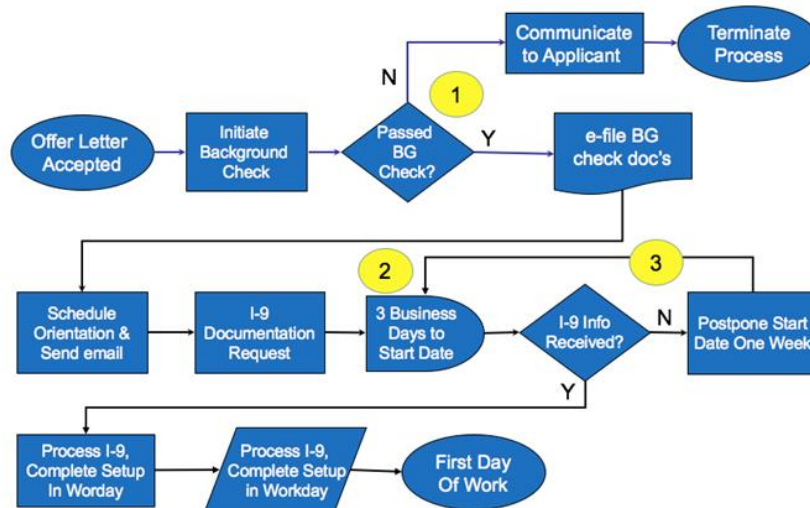 Communicate
to Applicant
Terminate
Process
N
1
Offer Letter
Accepted
Initiate
Background
Check
Passed
BG
Check?
Y
e-file BG
check doc's
2
3
Schedule
Orientation &
Send email
I-9
Documentation
Request
3 Business
Days to
Start Date
I-9 Info
Received?
N
Postpone Start
Date One Week
Y
Process I-9,
Complete Setup
In Worday
Process I-9,
Complete Setup
in Workday
First Day
Of Work